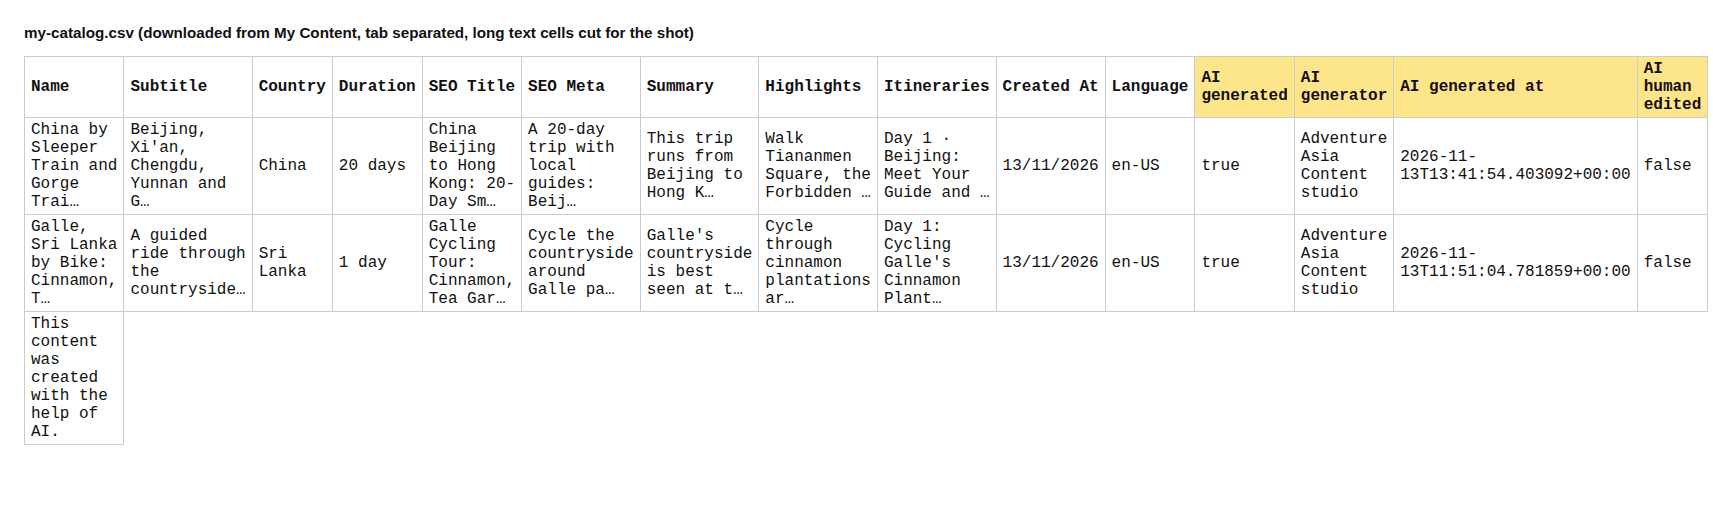 my-catalog.csv (downloaded from My Content, tab separated, long text cells cut for the shot)
Name
Subtitle
Country
Duration
SEO Title
SEO Meta
Summary
Highlights
Itineraries
Created At
Language
AI
generated
AI
generator
AI generated at
AI
human
edited
China by
Sleeper
Train and
Gorge
Trai…
Beijing,
Xi'an,
Chengdu,
Yunnan and
G…
China
20 days
China
Beijing
to Hong
Kong: 20-
Day Sm…
A 20-day
trip with
local
guides:
Beij…
This trip
runs from
Beijing to
Hong K…
Walk
Tiananmen
Square, the
Forbidden …
Day 1 ·
Beijing:
Meet Your
Guide and …
13/11/2026
en-US
true
Adventure
Asia
Content
studio
2026-11-
13T13:41:54.403092+00:00
false
Galle,
Sri Lanka
by Bike:
Cinnamon,
T…
A guided
ride through
the
countryside…
Sri
Lanka
1 day
Galle
Cycling
Tour:
Cinnamon,
Tea Gar…
Cycle the
countryside
around
Galle pa…
Galle's
countryside
is best
seen at t…
Cycle
through
cinnamon
plantations
ar…
Day 1:
Cycling
Galle's
Cinnamon
Plant…
13/11/2026
en-US
true
Adventure
Asia
Content
studio
2026-11-
13T11:51:04.781859+00:00
false
This
content
was
created
with the
help of
AI.